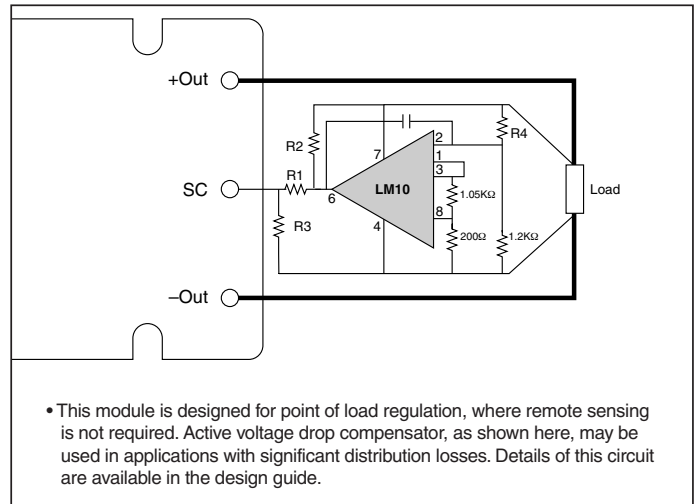 +Out
R4
2
R2
7
1
R1
3
SC
LM10
1.05KΩ
Load
6
8
R3
4
200Ω
1.2KΩ
–Out
• This module is designed for point of load regulation, where remote sensing
is not required. Active voltage drop compensator, as shown here, may be
used in applications with significant distribution losses. Details of this circuit
are available in the design guide.